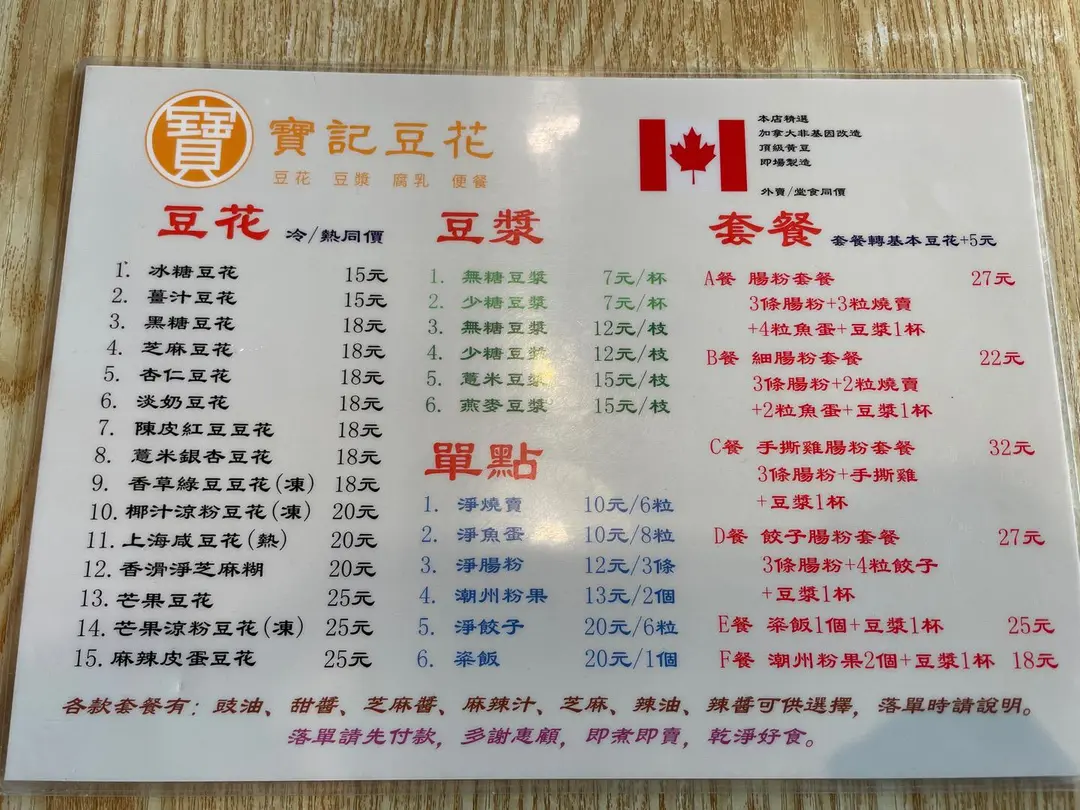 寶
寶記豆花
豆花 豆漿 腐乳 便餐
本店精選
加拿大非基因改造
頂級黃豆
即場製造
外賣/堂食同價
豆花 冷/熱同價
1. 冰糖豆花 15元
2. 薑汁豆花 15元
3. 黑糖豆花 18元
4. 芝麻豆花 18元
5. 杏仁豆花 18元
6. 淡奶豆花 18元
7. 陳皮紅豆豆花 18元
8. 薏米銀杏豆花 18元
9. 香草綠豆豆花(凍) 18元
10. 椰汁涼粉豆花(凍) 20元
11. 上海咸豆花(熱) 20元
12. 香滑淨芝麻糊 20元
13. 芒果豆花 25元
14. 芒果涼粉豆花(凍) 25元
15. 麻辣皮蛋豆花 25元
豆漿
1. 無糖豆漿 7元/杯
2. 少糖豆漿 7元/杯
3. 無糖豆漿 12元/枝
4. 少糖豆漿 12元/枝
5. 薏米豆漿 15元/枝
6. 燕麥豆漿 15元/枝
單點
1. 淨燒賣 10元/6粒
2. 淨魚蛋 10元/8粒
3. 淨腸粉 12元/3條
4. 潮州粉果 13元/2個
5. 淨餃子 20元/6粒
6. 粢飯 20元/1個
套餐 套餐轉基本豆花+5元
A餐 腸粉套餐 27元
3條腸粉+3粒燒賣
+4粒魚蛋+豆漿1杯
B餐 細腸粉套餐 22元
3條腸粉+2粒燒賣
+2粒魚蛋+豆漿1杯
C餐 手撕雞腸粉套餐 32元
3條腸粉+手撕雞
+豆漿1杯
D餐 餃子腸粉套餐 27元
3條腸粉+4粒餃子
+豆漿1杯
E餐 粢飯1個+豆漿1杯 25元
F餐 潮州粉果2個+豆漿1杯 18元
各款套餐有：豉油、甜醬、芝麻醬、麻辣汁、芝麻、辣油、辣醬可供選擇，落單時請說明。
落單請先付款，多謝惠顧，即煮即賣，乾淨好食。